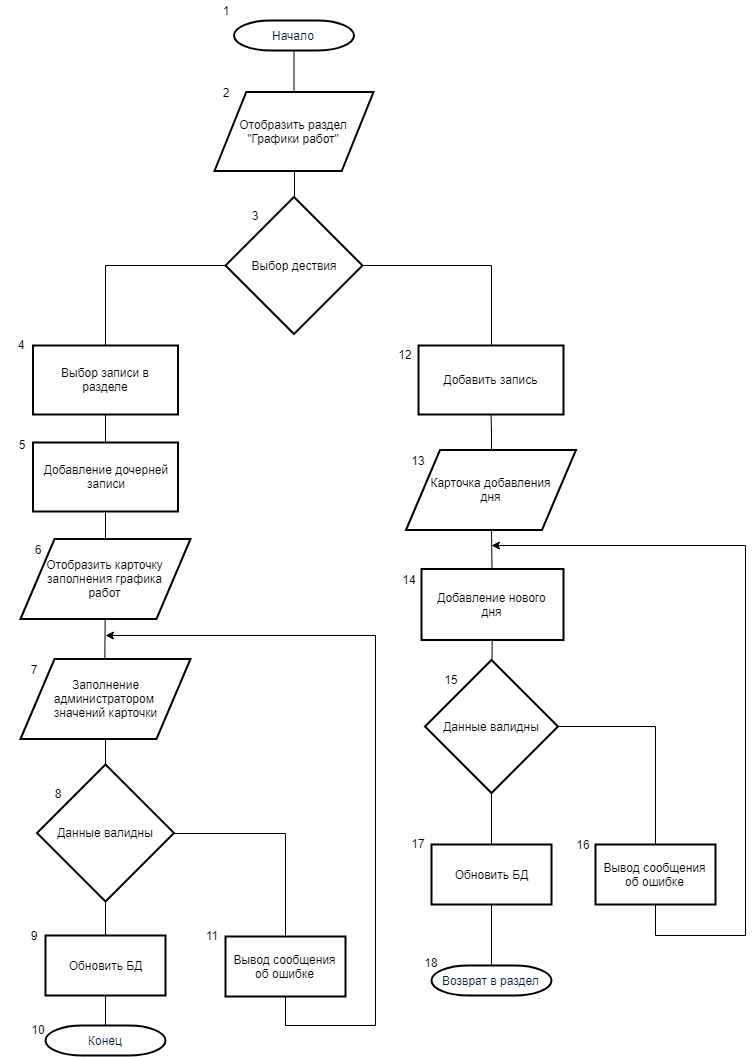 1
Начало
2
Отобразить раздел
"Графики работ"
3
Выбор дествия
4
Выбор записи в
разделе
5
Добавление дочерней
записи
6
Отобразить карточку
заполнения графика
работ
7
Заполнение
администратором
значений карточки
8
Данные валидны
9
Обновить БД
10
Конец
11
Вывод сообщения
об ошибке
12
Добавить запись
13
Карточка добавления
дня
14
Добавление нового
дня
15
Данные валидны
16
Вывод сообщения
об ошибке
17
Обновить БД
18
Возврат в раздел